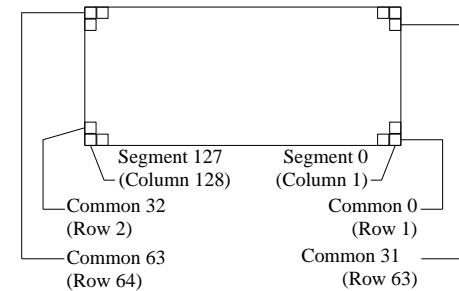 Segment 127
(Column 128)
Segment 0
(Column 1)
Common 32
(Row 2)
Common 0
(Row 1)
Common 63
(Row 64)
Common 31
(Row 63)